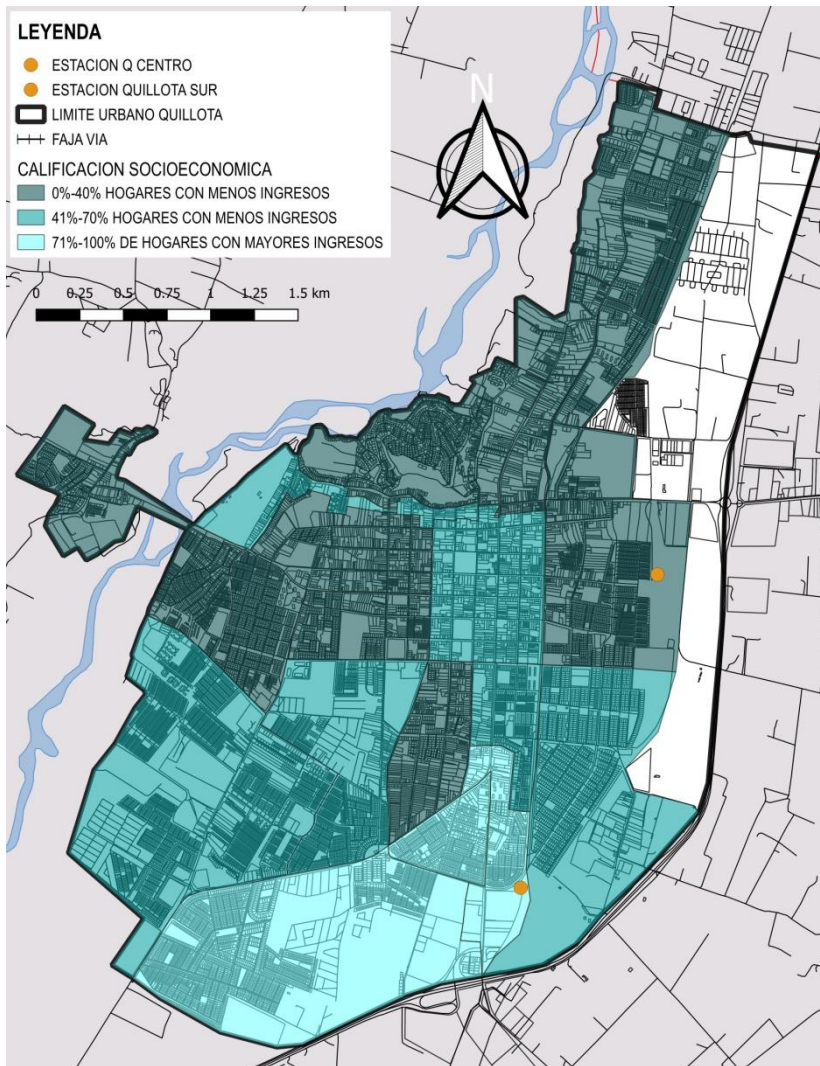 LEYENDA
ESTACION Q CENTRO
ESTACION QUILLOTA SUR
LIMITE URBANO QUILLOTA
FAJA VIA
CALIFICACION SOCIOECONOMICA
0%-40% HOGARES CON MENOS INGRESOS
41%-70% HOGARES CON MENOS INGRESOS
71%-100% DE HOGARES CON MAYORES INGRESOS
N
0 0.25 0.5 0.75 1 1.25 1.5 km